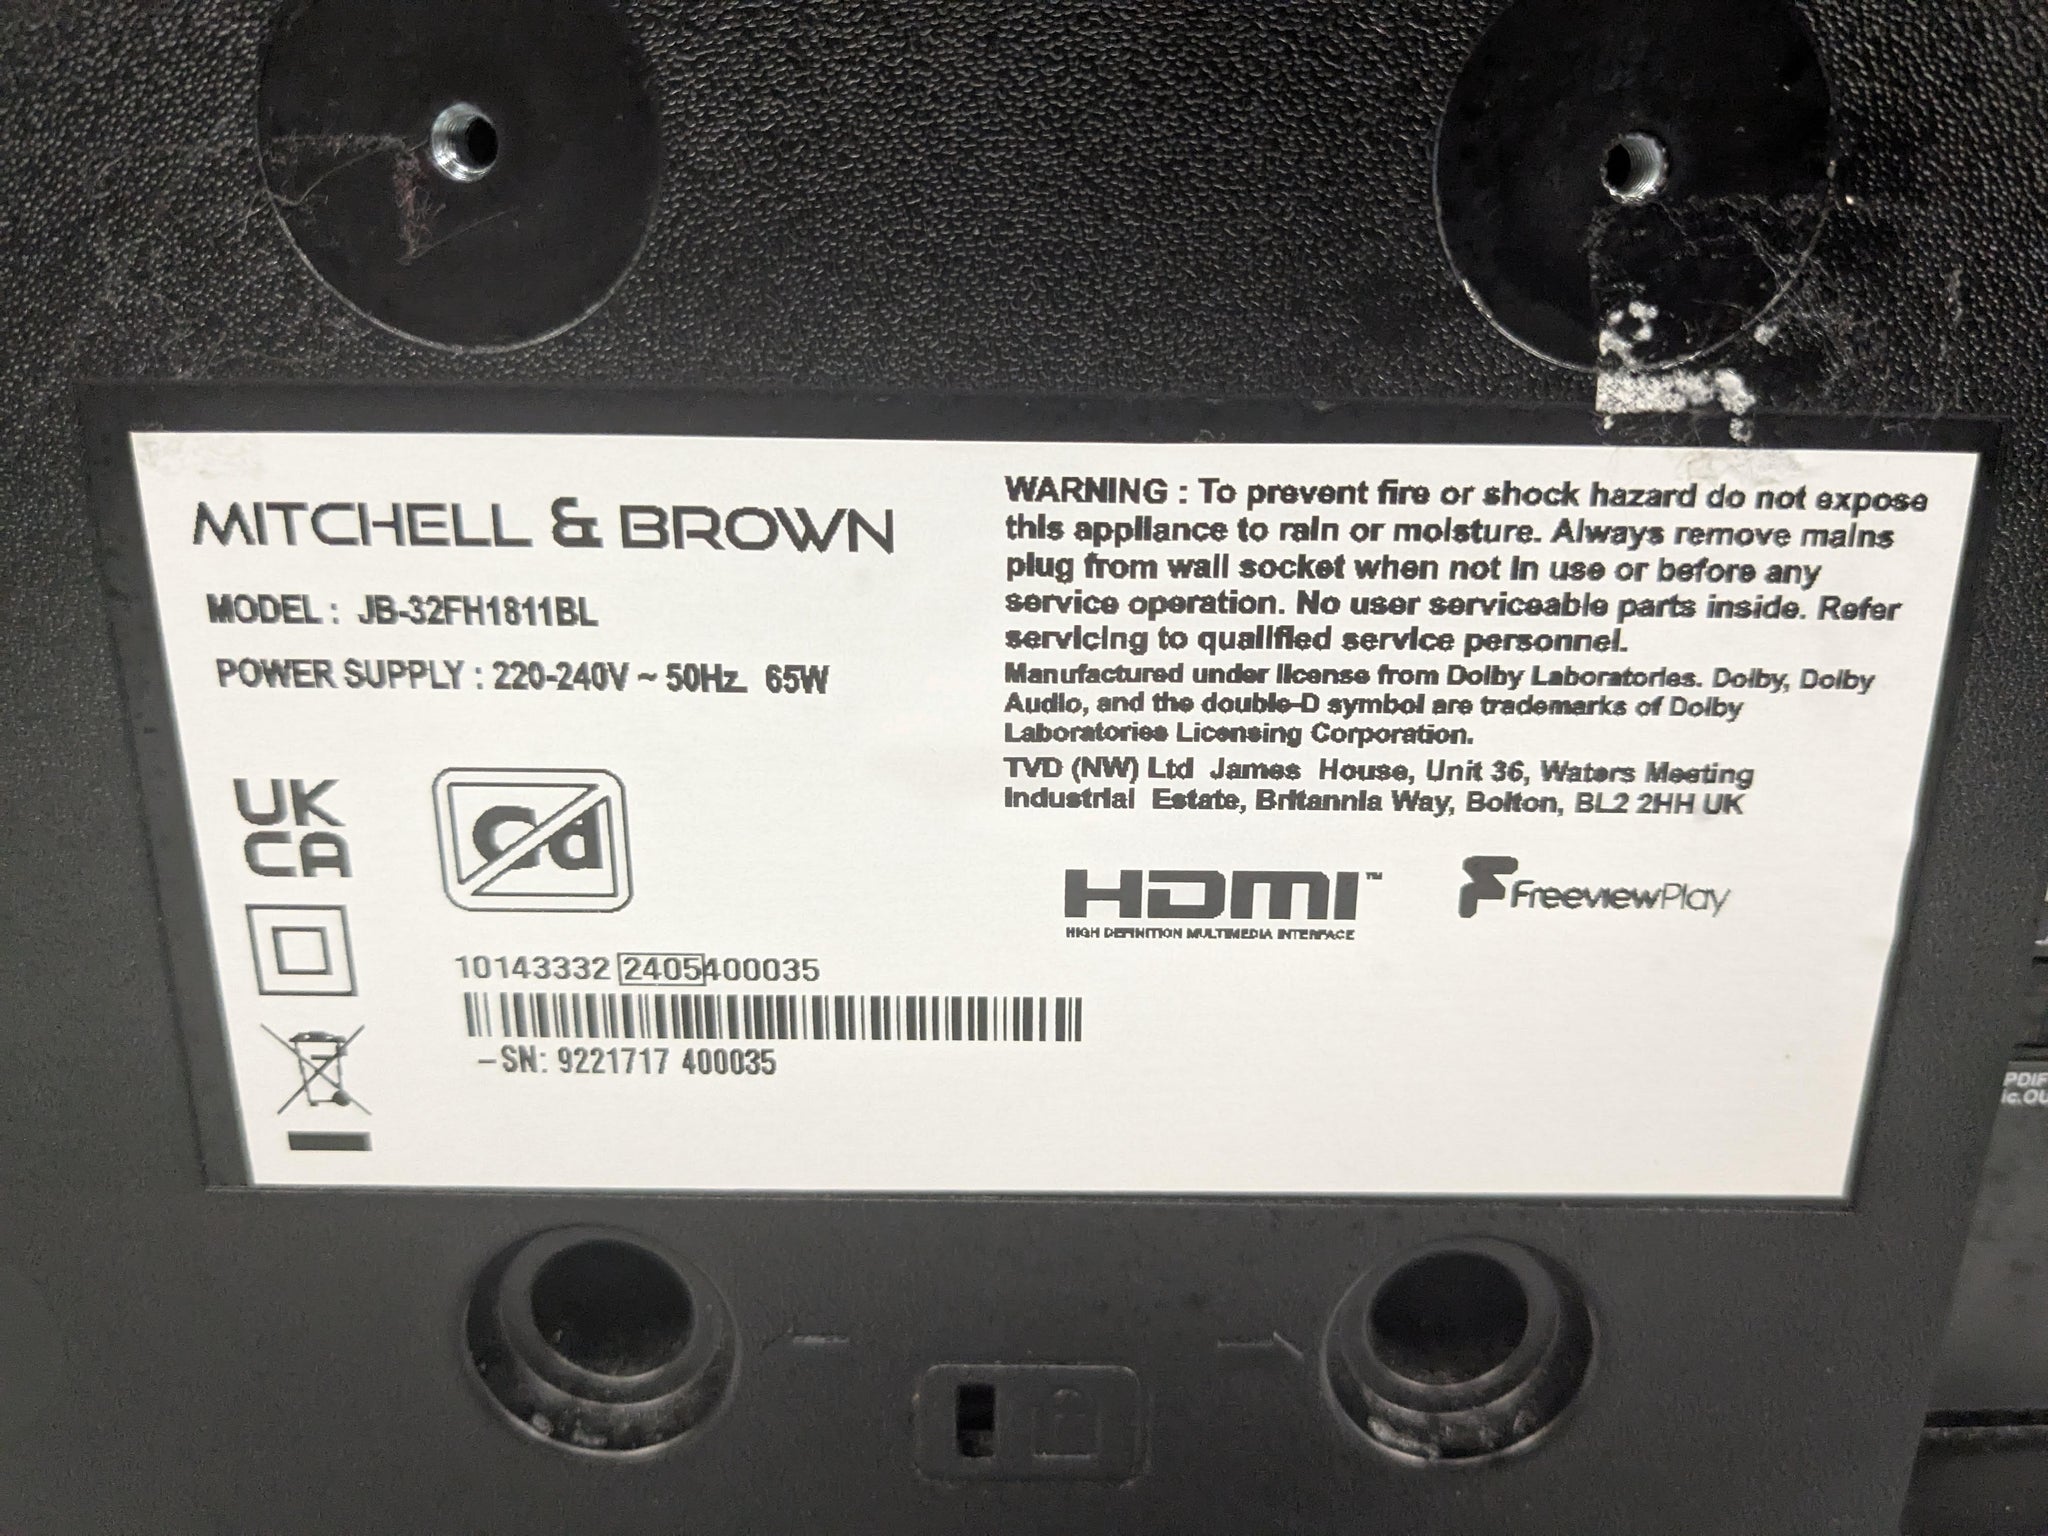 MITCHELL & BROWN
MODEL : JB-32FH1811BL
POWER SUPPLY : 220-240V ~ 50Hz 65W
UK
CA
Cd
10143332 2405400035
-SN: 9221717 400035
WARNING : To prevent fire or shock hazard do not expose
this appliance to rain or moisture. Always remove mains
plug from wall socket when not in use or before any
service operation. No user serviceable parts inside. Refer
servicing to qualified service personnel.
Manufactured under license from Dolby Laboratories. Dolby, Dolby
Audio, and the double-D symbol are trademarks of Dolby
Laboratories Licensing Corporation.
TVD (NW) Ltd James House, Unit 36, Waters Meeting
Industrial Estate, Britannia Way, Bolton, BL2 2HH UK
HDMI™
HIGH DEFINITION MULTIMEDIA INTERFACE
FreeviewPlay
PDIF
ic.OU